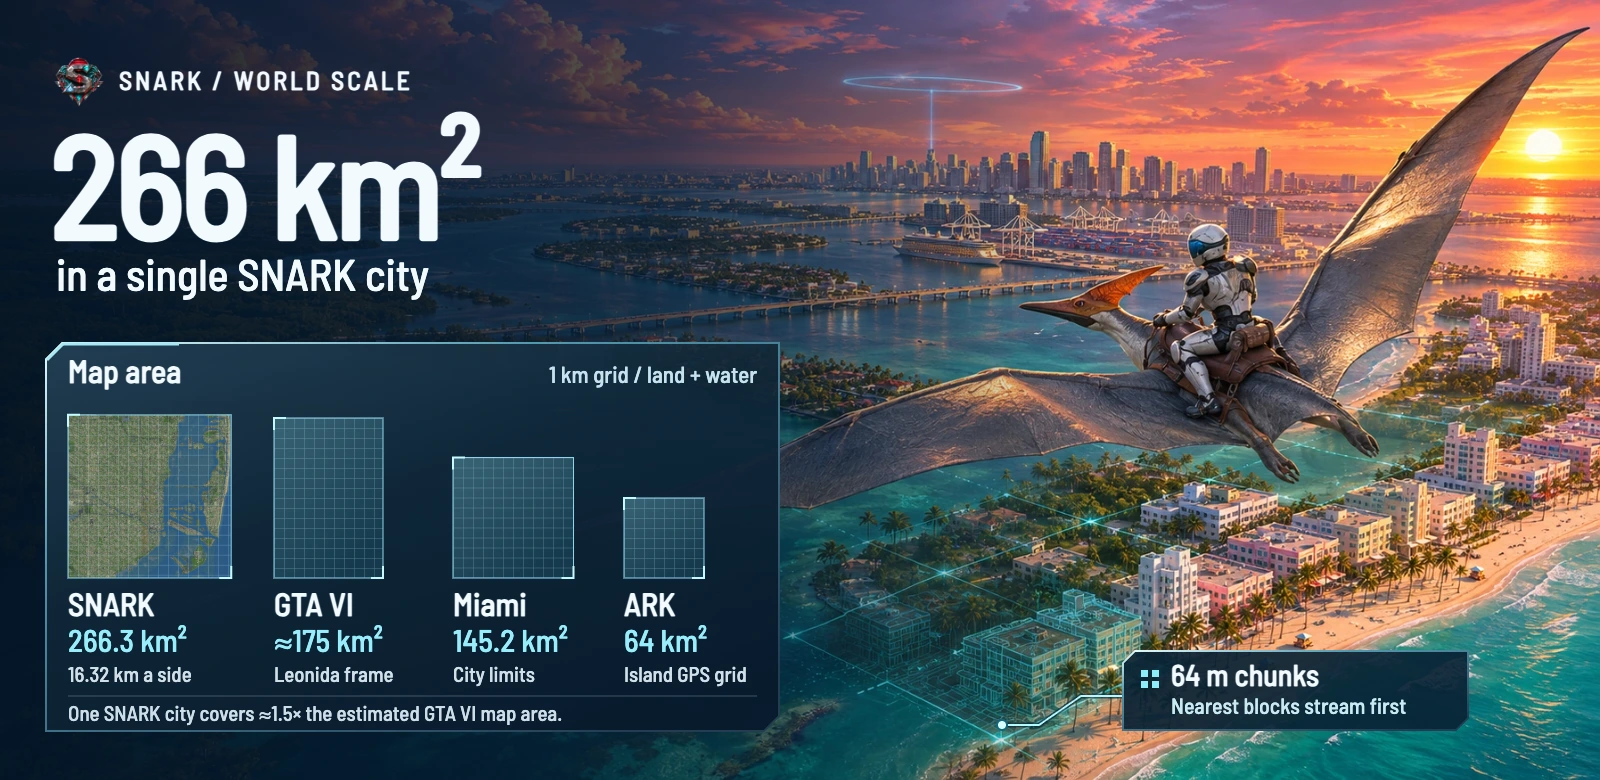 SNARK / WORLD SCALE
266 km²
in a single SNARK city
Map area
1 km grid / land + water
SNARK
266.3 km²
16.32 km a side
GTA VI
≈175 km²
Leonida frame
Miami
145.2 km²
City limits
ARK
64 km²
Island GPS grid
One SNARK city covers ≈1.5× the estimated GTA VI map area.
64 m chunks
Nearest blocks stream first